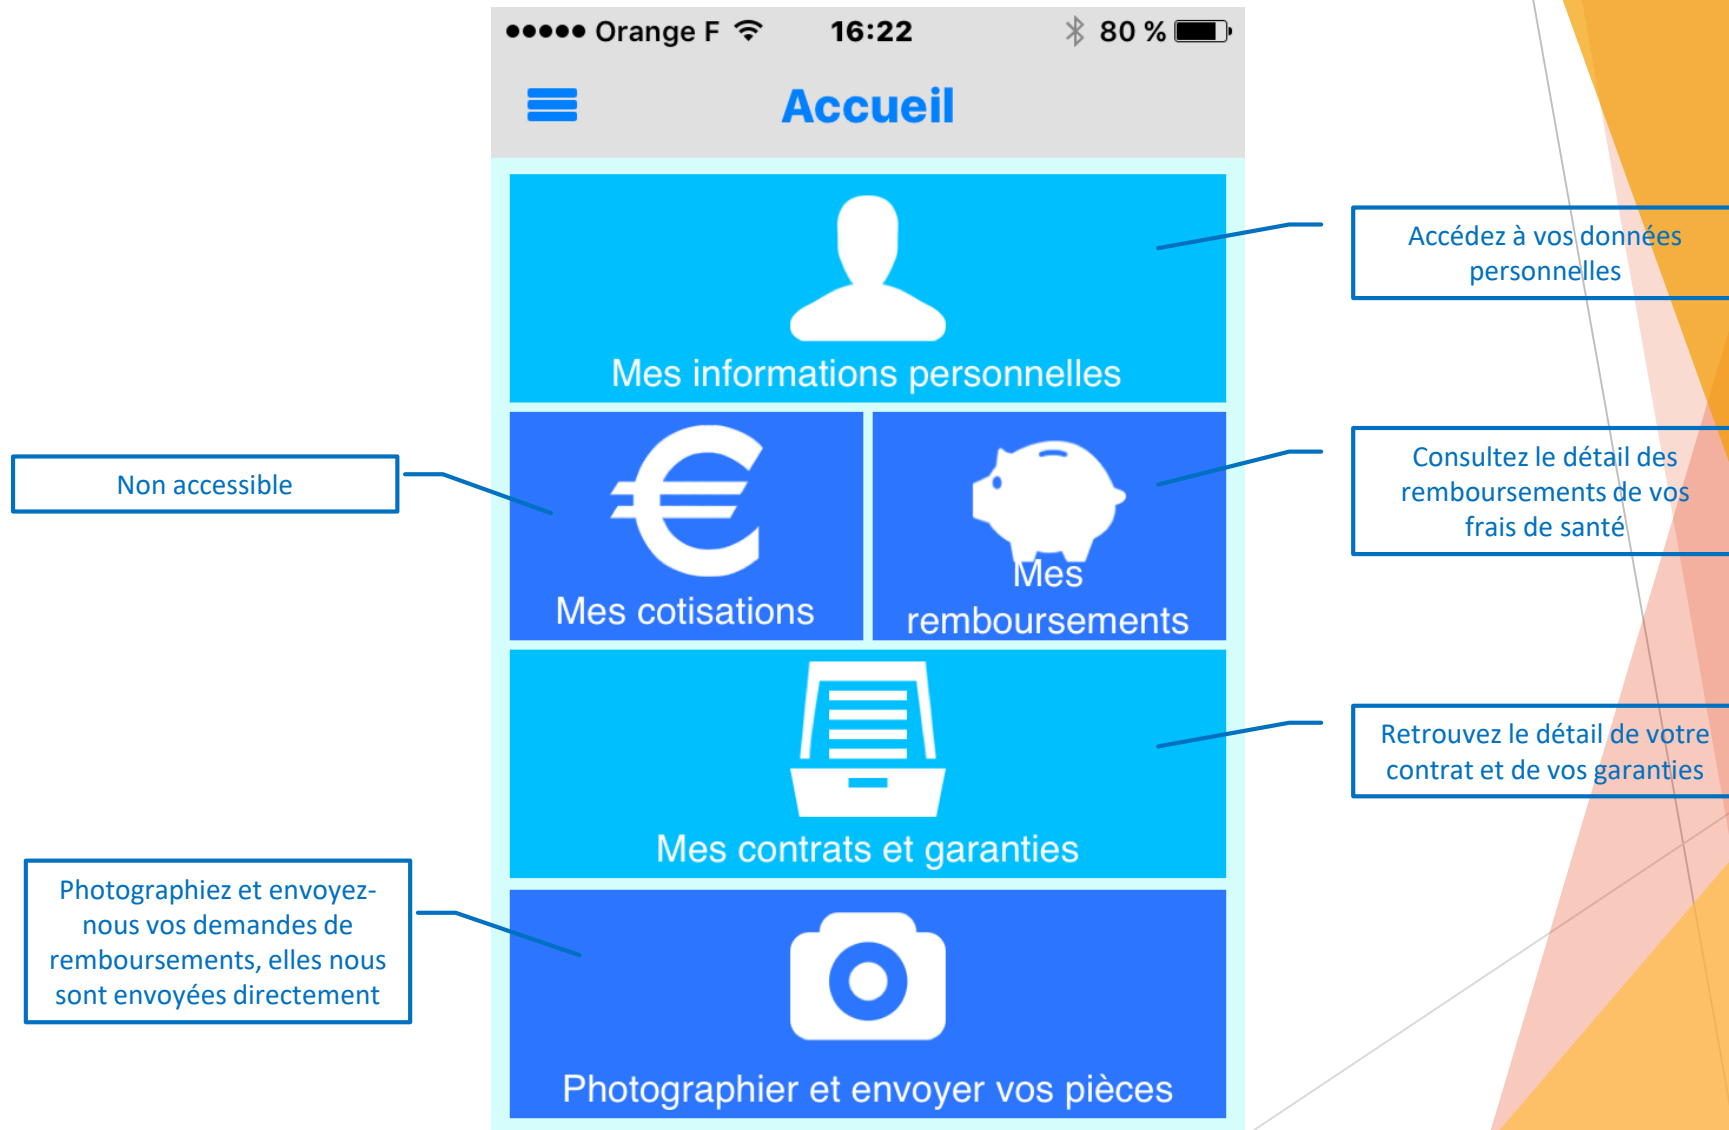 Orange F 16:22 80 %
Accueil
Mes informations personnelles
Accédez à vos données
personnelles
Non accessible
Mes cotisations
Mes
remboursements
Consultez le détail des
remboursements de vos
frais de santé
Mes contrats et garanties
Retrouvez le détail de votre
contrat et de vos garanties
Photographiez et envoyez-
nous vos demandes de
remboursements, elles nous
sont envoyées directement
Photographier et envoyer vos pièces